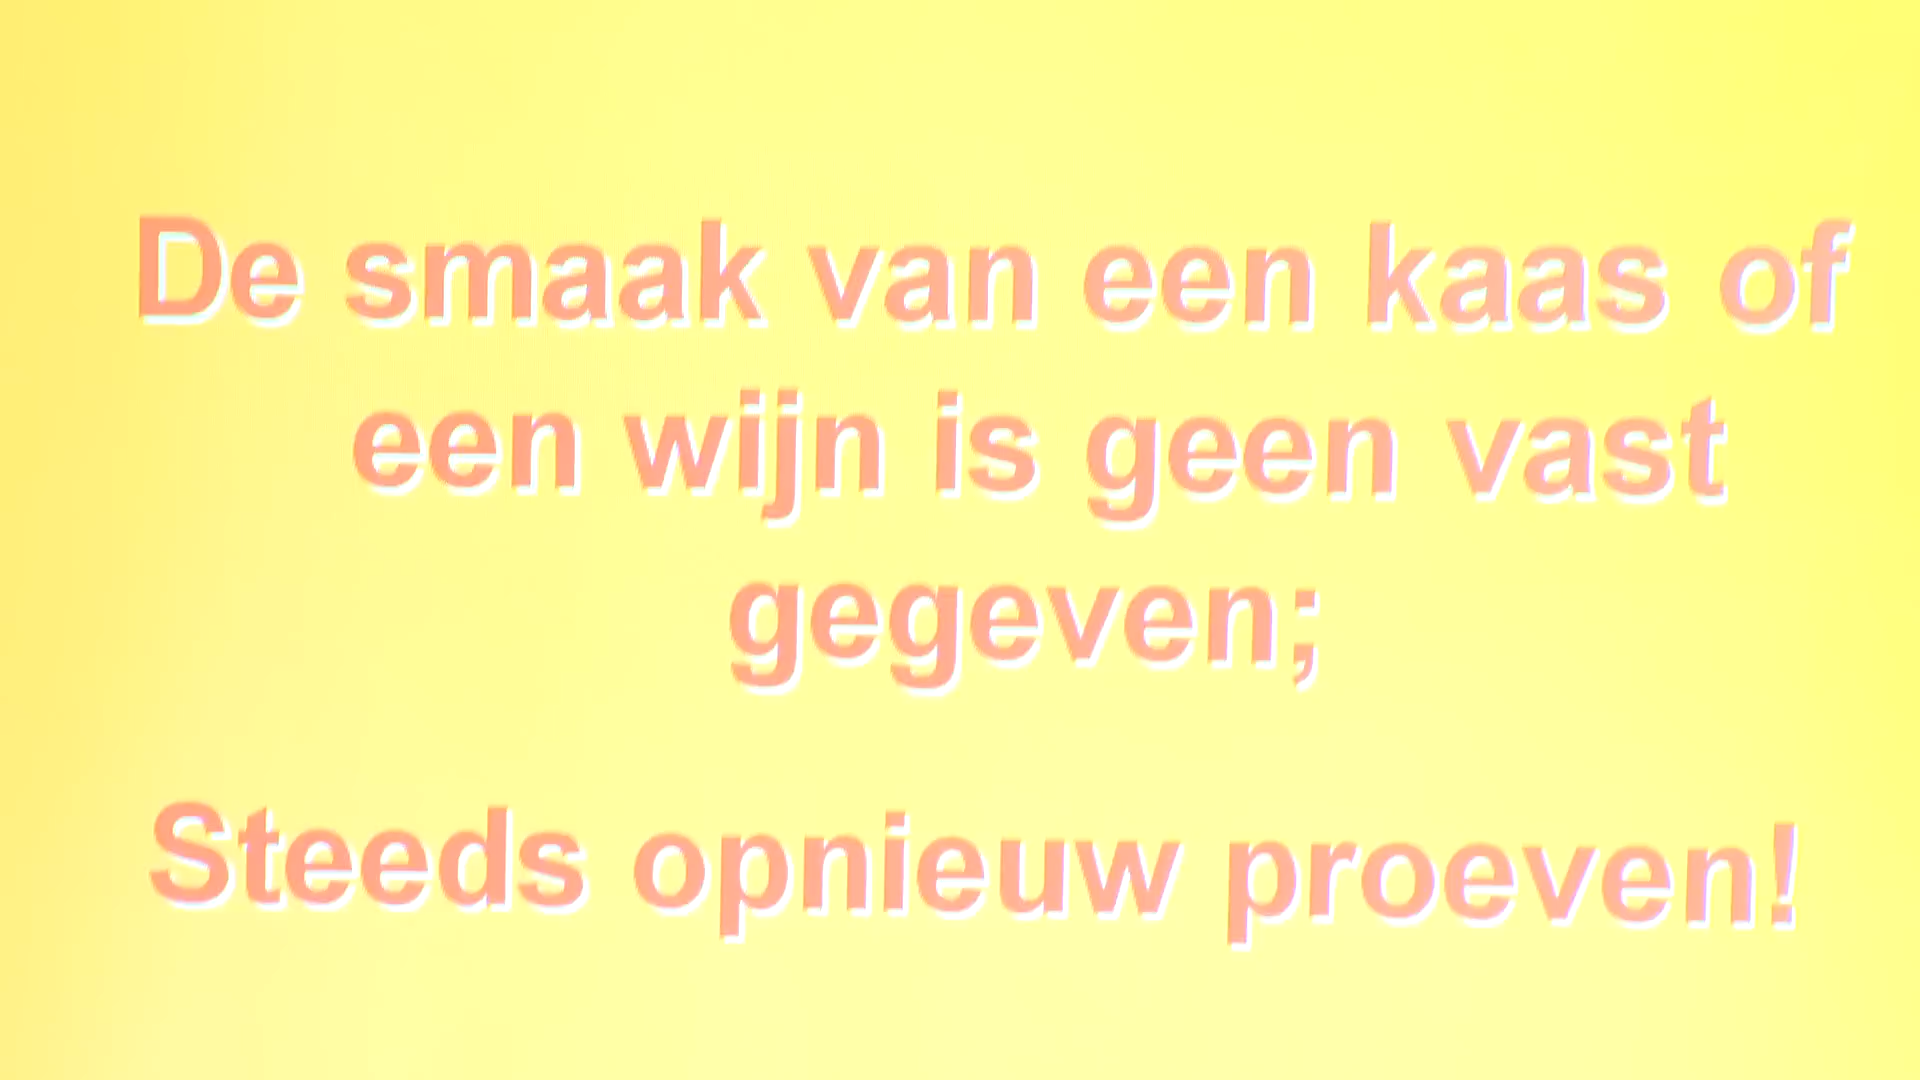 De smaak van een kaas of
een wijn is geen vast
gegeven;
Steeds opnieuw proeven!